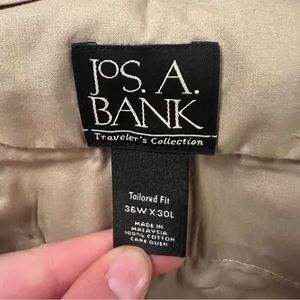 JOS. A.
BANK
Traveler's Collection
Tailored Fit
36W X 30L
MADE IN
MALAYSIA
100% COTTON
CARE OVER